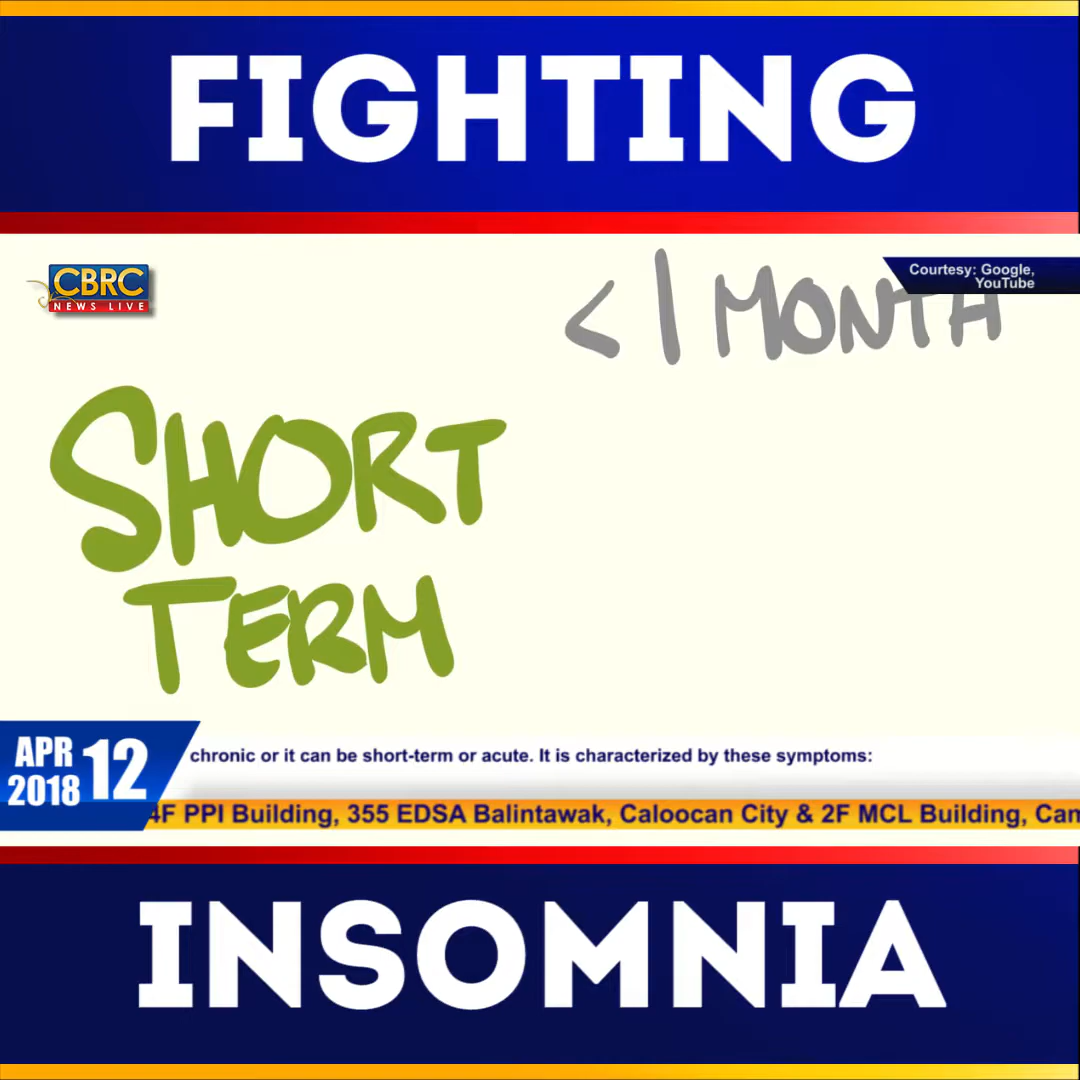 FIGHTING
CBRC
NEWS LIVE
Courtesy: Google,
YouTube
< 1 MONTH
SHORT
TERM
APR
2018
12
chronic or it can be short-term or acute. It is characterized by these symptoms:
4F PPI Building, 355 EDSA Balintawak, Caloocan City & 2F MCL Building,
INSOMNIA